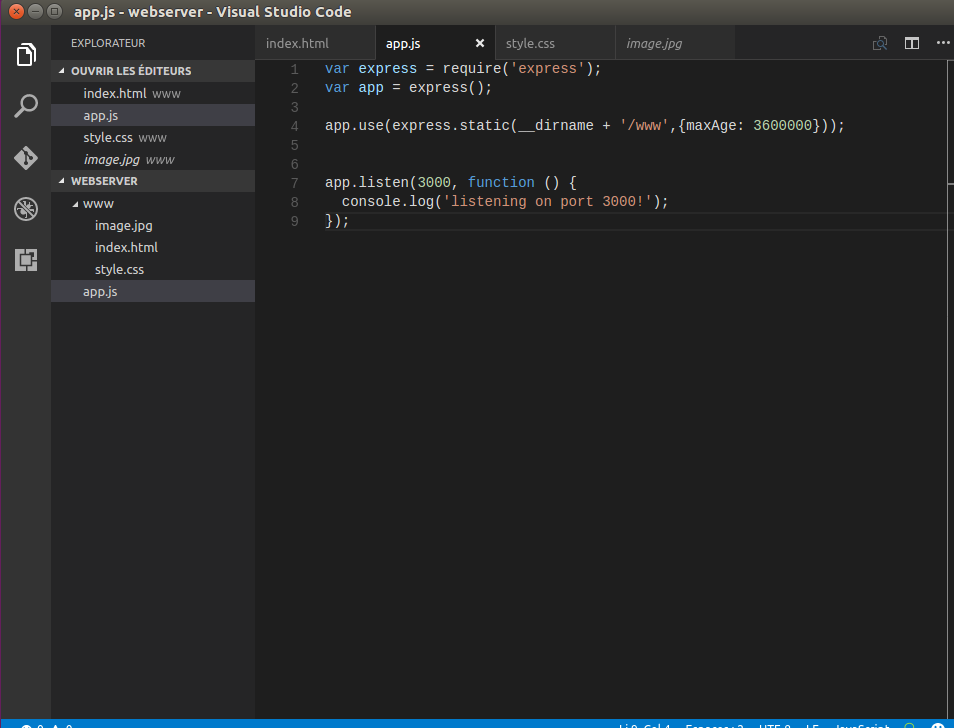 app.js - webserver - Visual Studio Code
EXPLORATEUR
OUVRIR LES ÉDITEURS
index.html www
app.js
style.css www
image.jpg www
WEBSERVER
www
image.jpg
index.html
style.css
app.js
index.html app.js style.css image.jpg
1 var express = require('express');
2 var app = express();
3
4 app.use(express.static(__dirname + '/www',{maxAge: 3600000}));
5
6
7 app.listen(3000, function () {
8 console.log('listening on port 3000!');
9 });